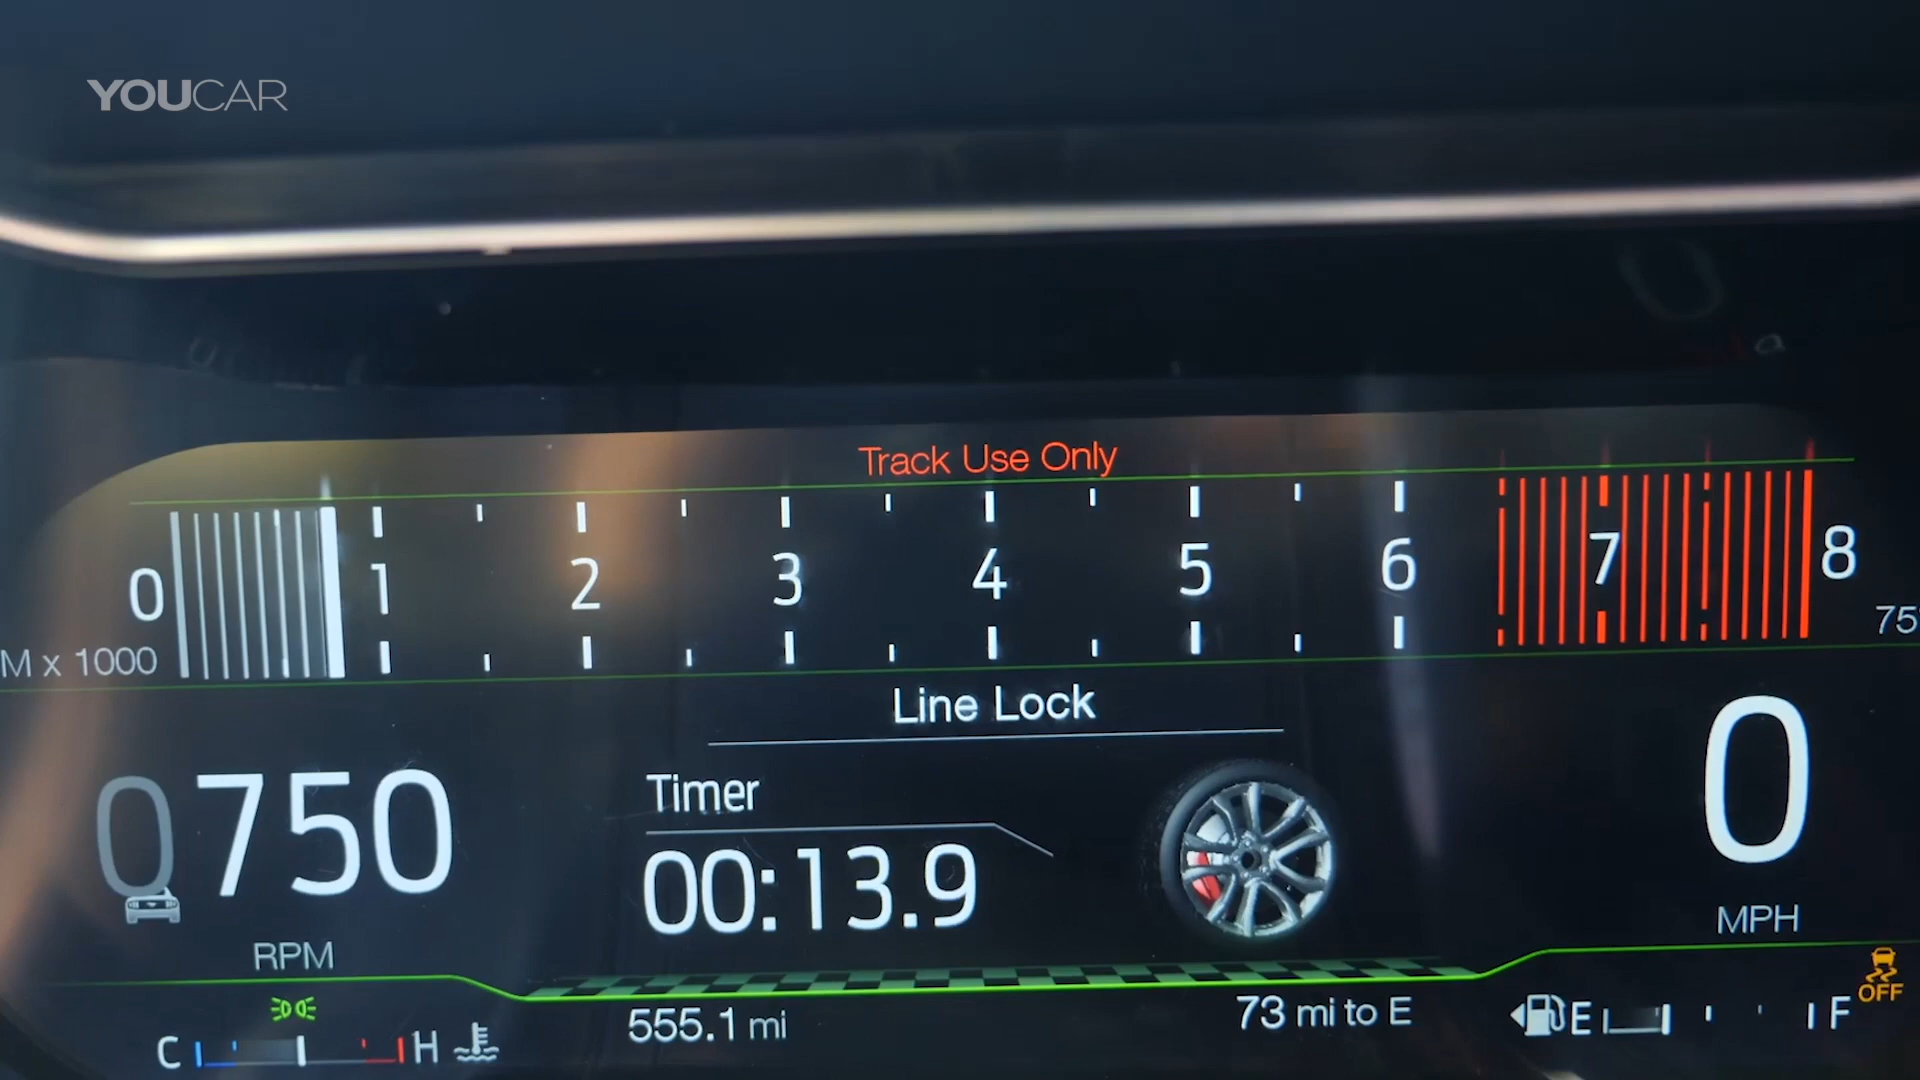 YOUCAR
Track Use Only
0 1 2 3 4 5 6 7 8
M x 1000
75
Line Lock
0750
RPM
Timer
00:13.9
0
MPH
OFF
555.1 mi
73 mi to E
E F
C H